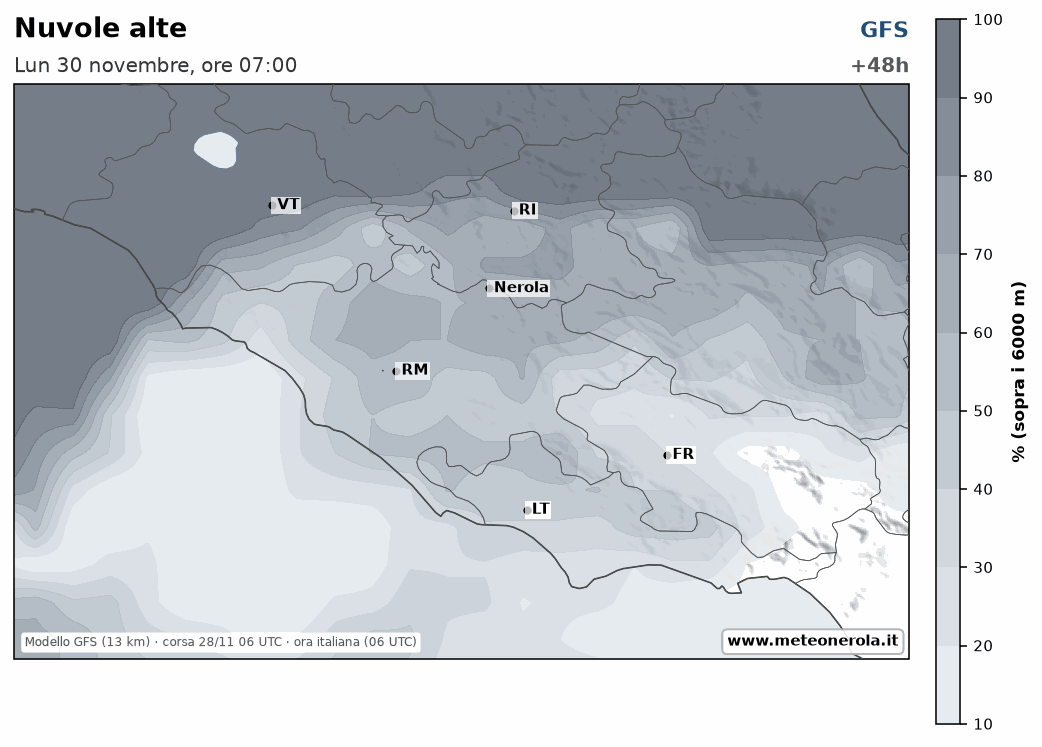 Nuvole alte
GFS
Lun 30 novembre, ore 07:00
+48h
VT
RI
Nerola
RM
FR
LT
Modello GFS (13 km) · corsa 28/11 06 UTC · ora italiana (06 UTC)
www.meteonerola.it
100
90
80
70
60
50
40
30
20
10
% (sopra i 6000 m)